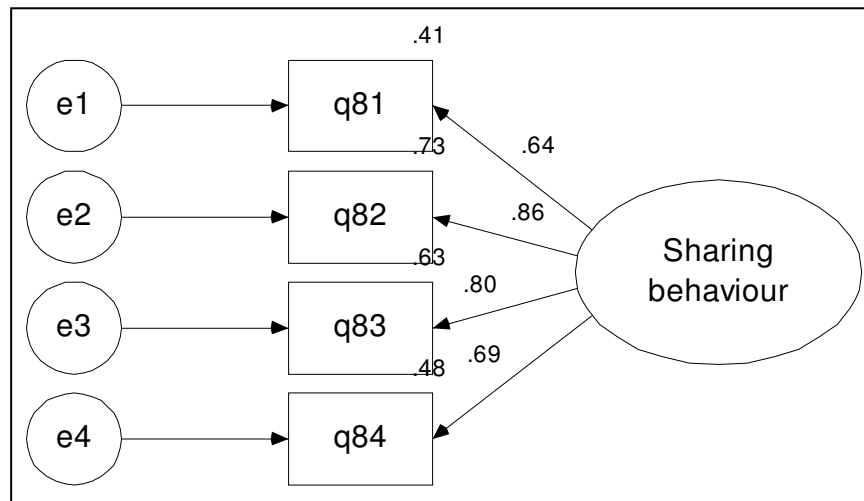 .41
e1
q81
.64
.73
e2
q82
.86
Sharing
behaviour
.63
e3
q83
.80
.69
.48
e4
q84